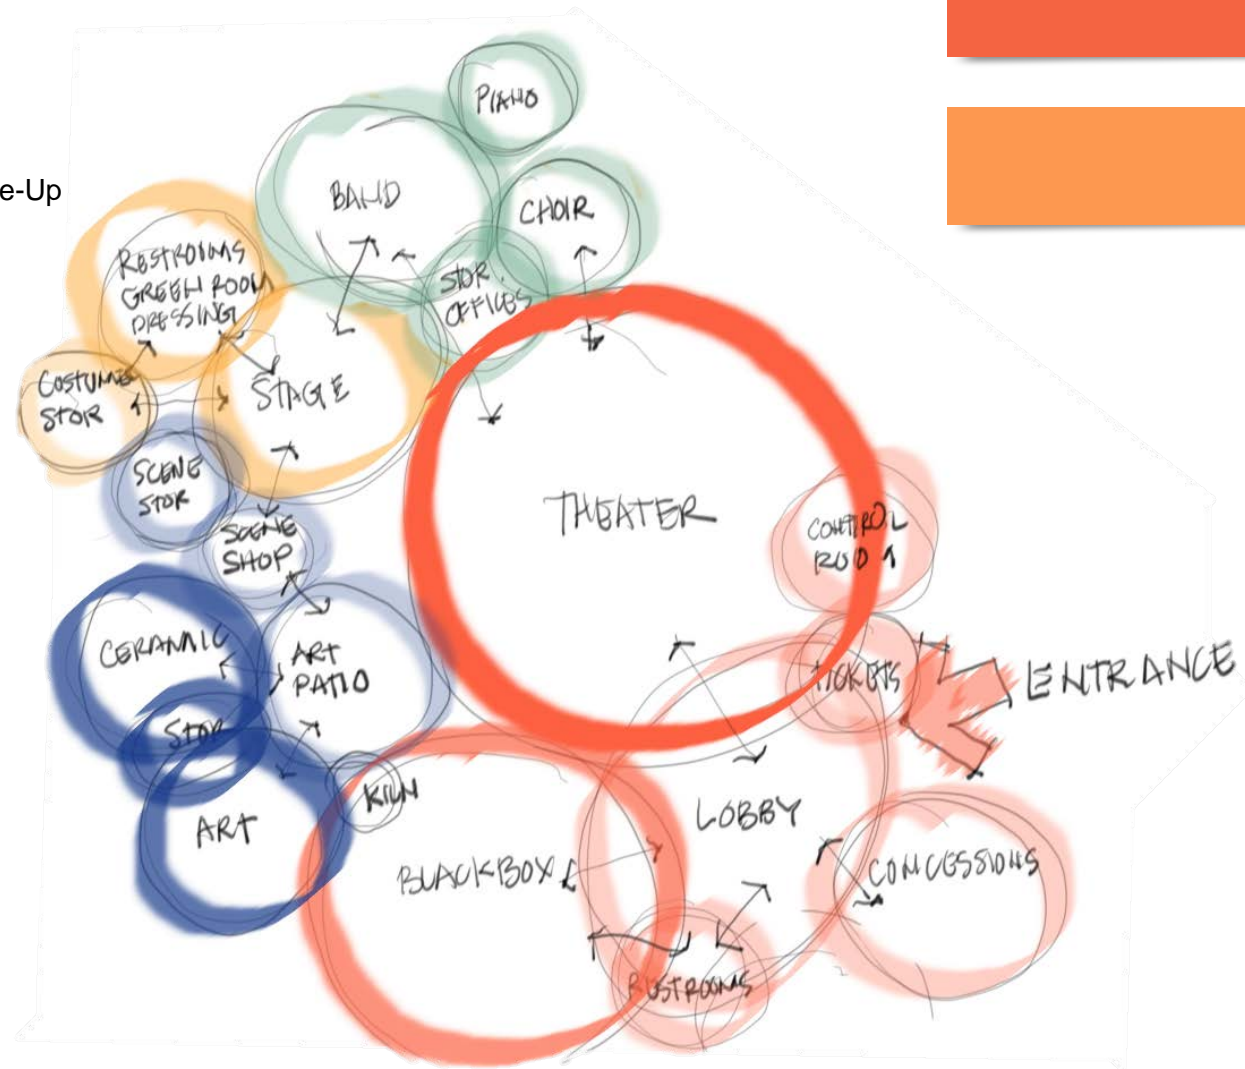 PIANO
e-Up
BAND
CHOIR
RESTROOMS
GREEN ROOM
DRESSING
STOR.
OFFICES
COSTUME
STOR
STAGE
SCENE
STOR
SCENE
SHOP
THEATER
CONTROL
ROOM
CERAMIC
ART
PATIO
TICKETS
ENTRANCE
STOR
KILN
ART
LOBBY
BLACKBOX
CONCESSIONS
RESTROOMS